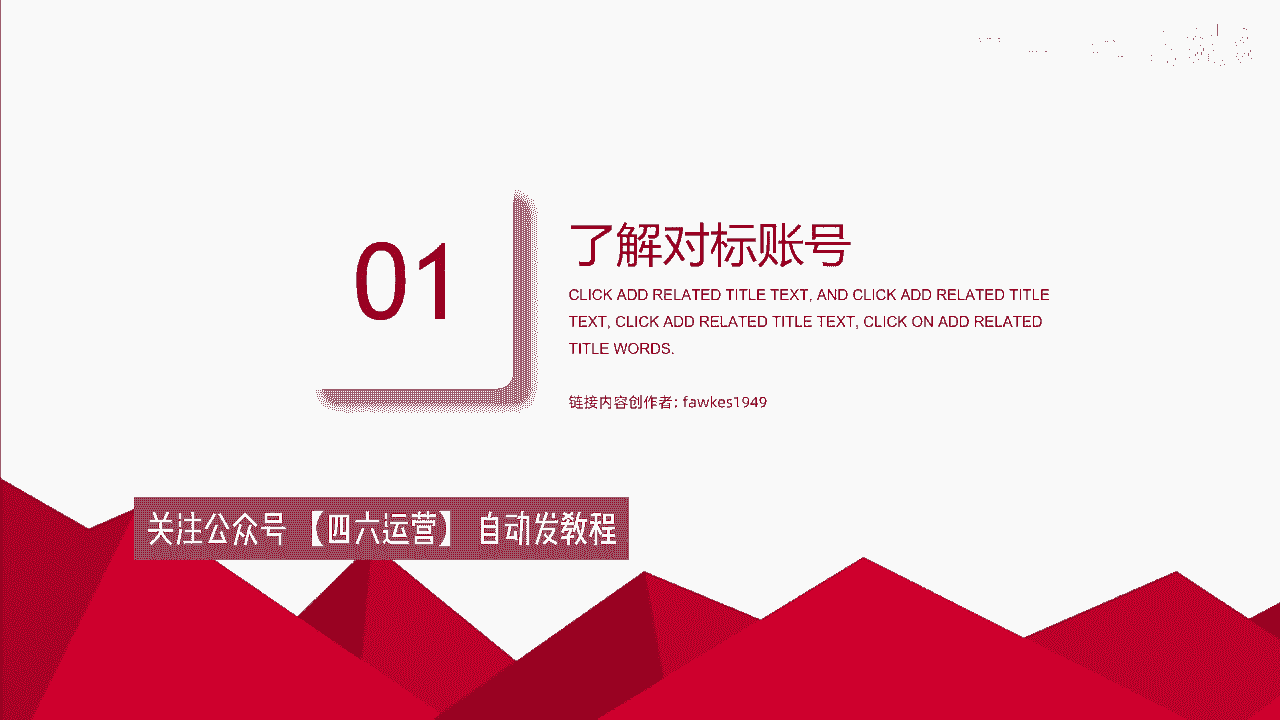 01
了解对标账号
CLICK ADD RELATED TITLE TEXT, AND CLICK ADD RELATED TITLE
TEXT, CLICK ADD RELATED TITLE TEXT, CLICK ON ADD RELATED
TITLE WORDS.
链接内容创作者: fawkes1949
关注公众号 【四六运营】 自动发教程